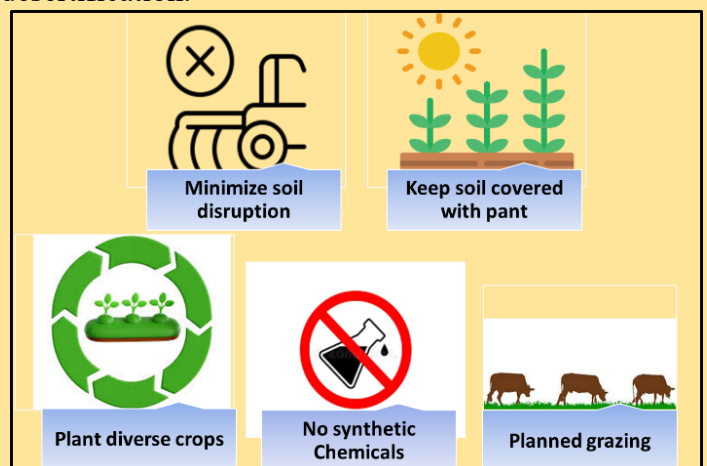 Minimize soil
disruption
Keep soil covered
with pant
Plant diverse crops
No synthetic
Chemicals
Planned grazing